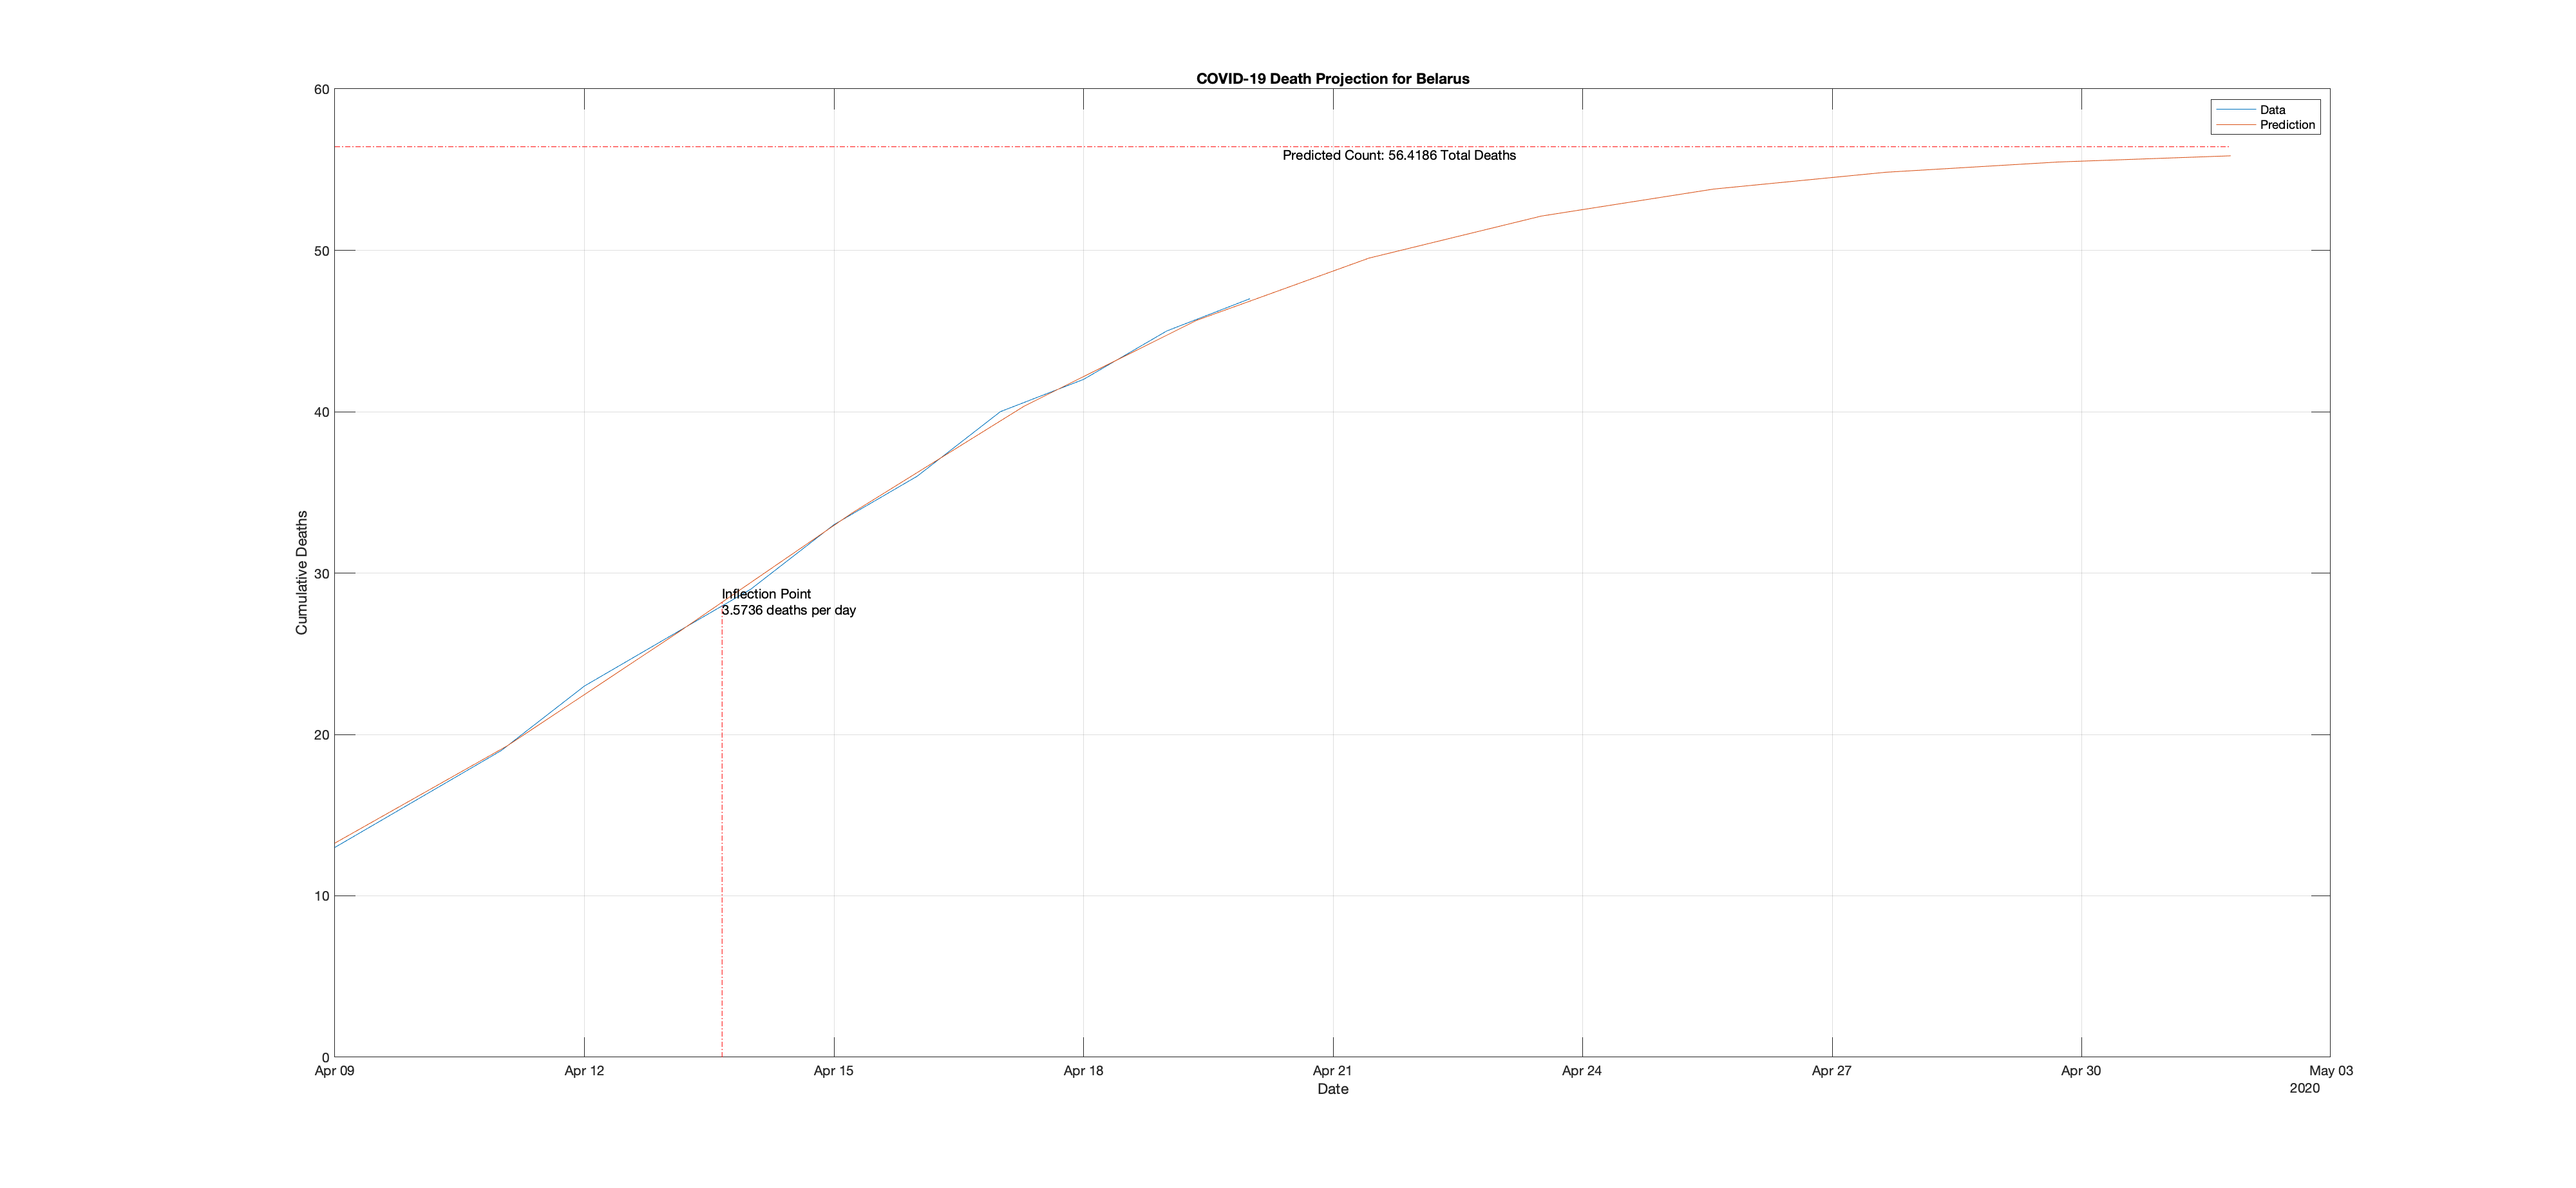 COVID-19 Death Projection for Belarus
60
Data
Prediction
Predicted Count: 56.4186 Total Deaths
50
40
Inflection Point
3.5736 deaths per day
30
20
10
0
Cumulative Deaths
Apr 09
Apr 12
Apr 15
Apr 18
Apr 21
Apr 24
Apr 27
Apr 30
May 03
Date
2020